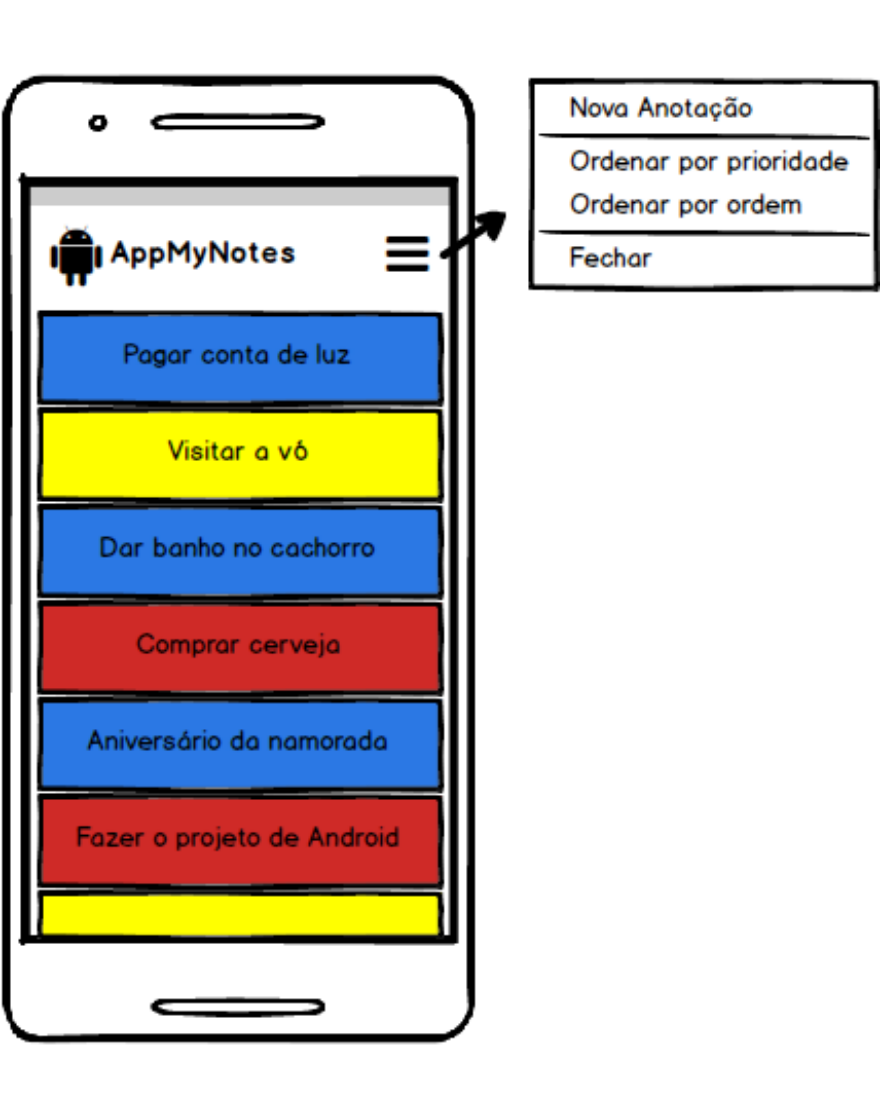 AppMyNotes
Pagar conta de luz
Visitar a vó
Dar banho no cachorro
Comprar cerveja
Aniversário da namorada
Fazer o projeto de Android
Nova Anotação
Ordenar por prioridade
Ordenar por ordem
Fechar